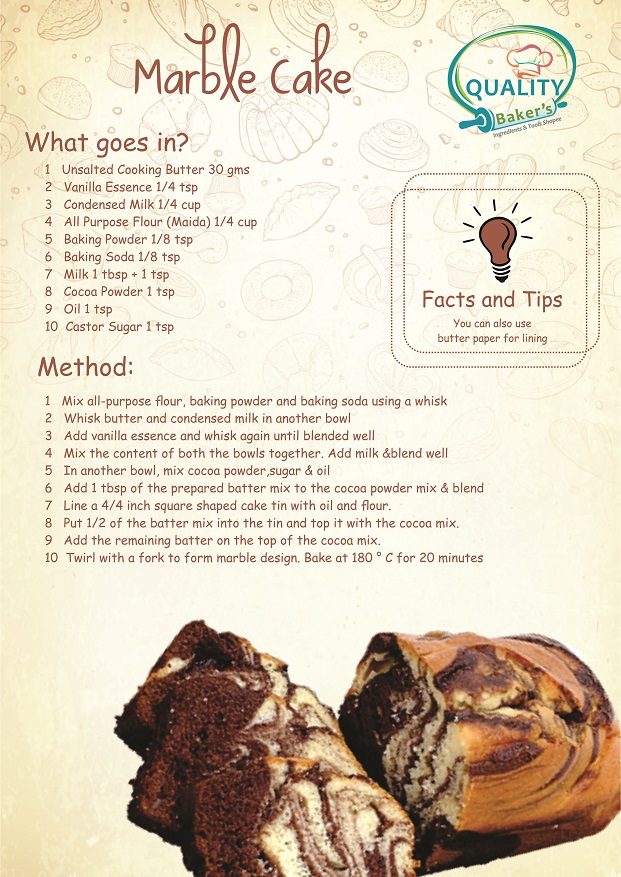 Marble Cake
QUALITY
Baker's
Ingredients & Tools Shopee
What goes in?
1 Unsalted Cooking Butter 30 gms
2 Vanilla Essence 1/4 tsp
3 Condensed Milk 1/4 cup
4 All Purpose Flour (Maida) 1/4 cup
5 Baking Powder 1/8 tsp
6 Baking Soda 1/8 tsp
7 Milk 1 tbsp + 1 tsp
8 Cocoa Powder 1 tsp
9 Oil 1 tsp
10 Castor Sugar 1 tsp
Facts and Tips
You can also use
butter paper for lining
Method:
1 Mix all-purpose flour, baking powder and baking soda using a whisk
2 Whisk butter and condensed milk in another bowl
3 Add vanilla essence and whisk again until blended well
4 Mix the content of both the bowls together. Add milk &blend well
5 In another bowl, mix cocoa powder,sugar & oil
6 Add 1 tbsp of the prepared batter mix to the cocoa powder mix & blend
7 Line a 4/4 inch square shaped cake tin with oil and flour.
8 Put 1/2 of the batter mix into the tin and top it with the cocoa mix.
9 Add the remaining batter on the top of the cocoa mix.
10 Twirl with a fork to form marble design. Bake at 180 ° C for 20 minutes